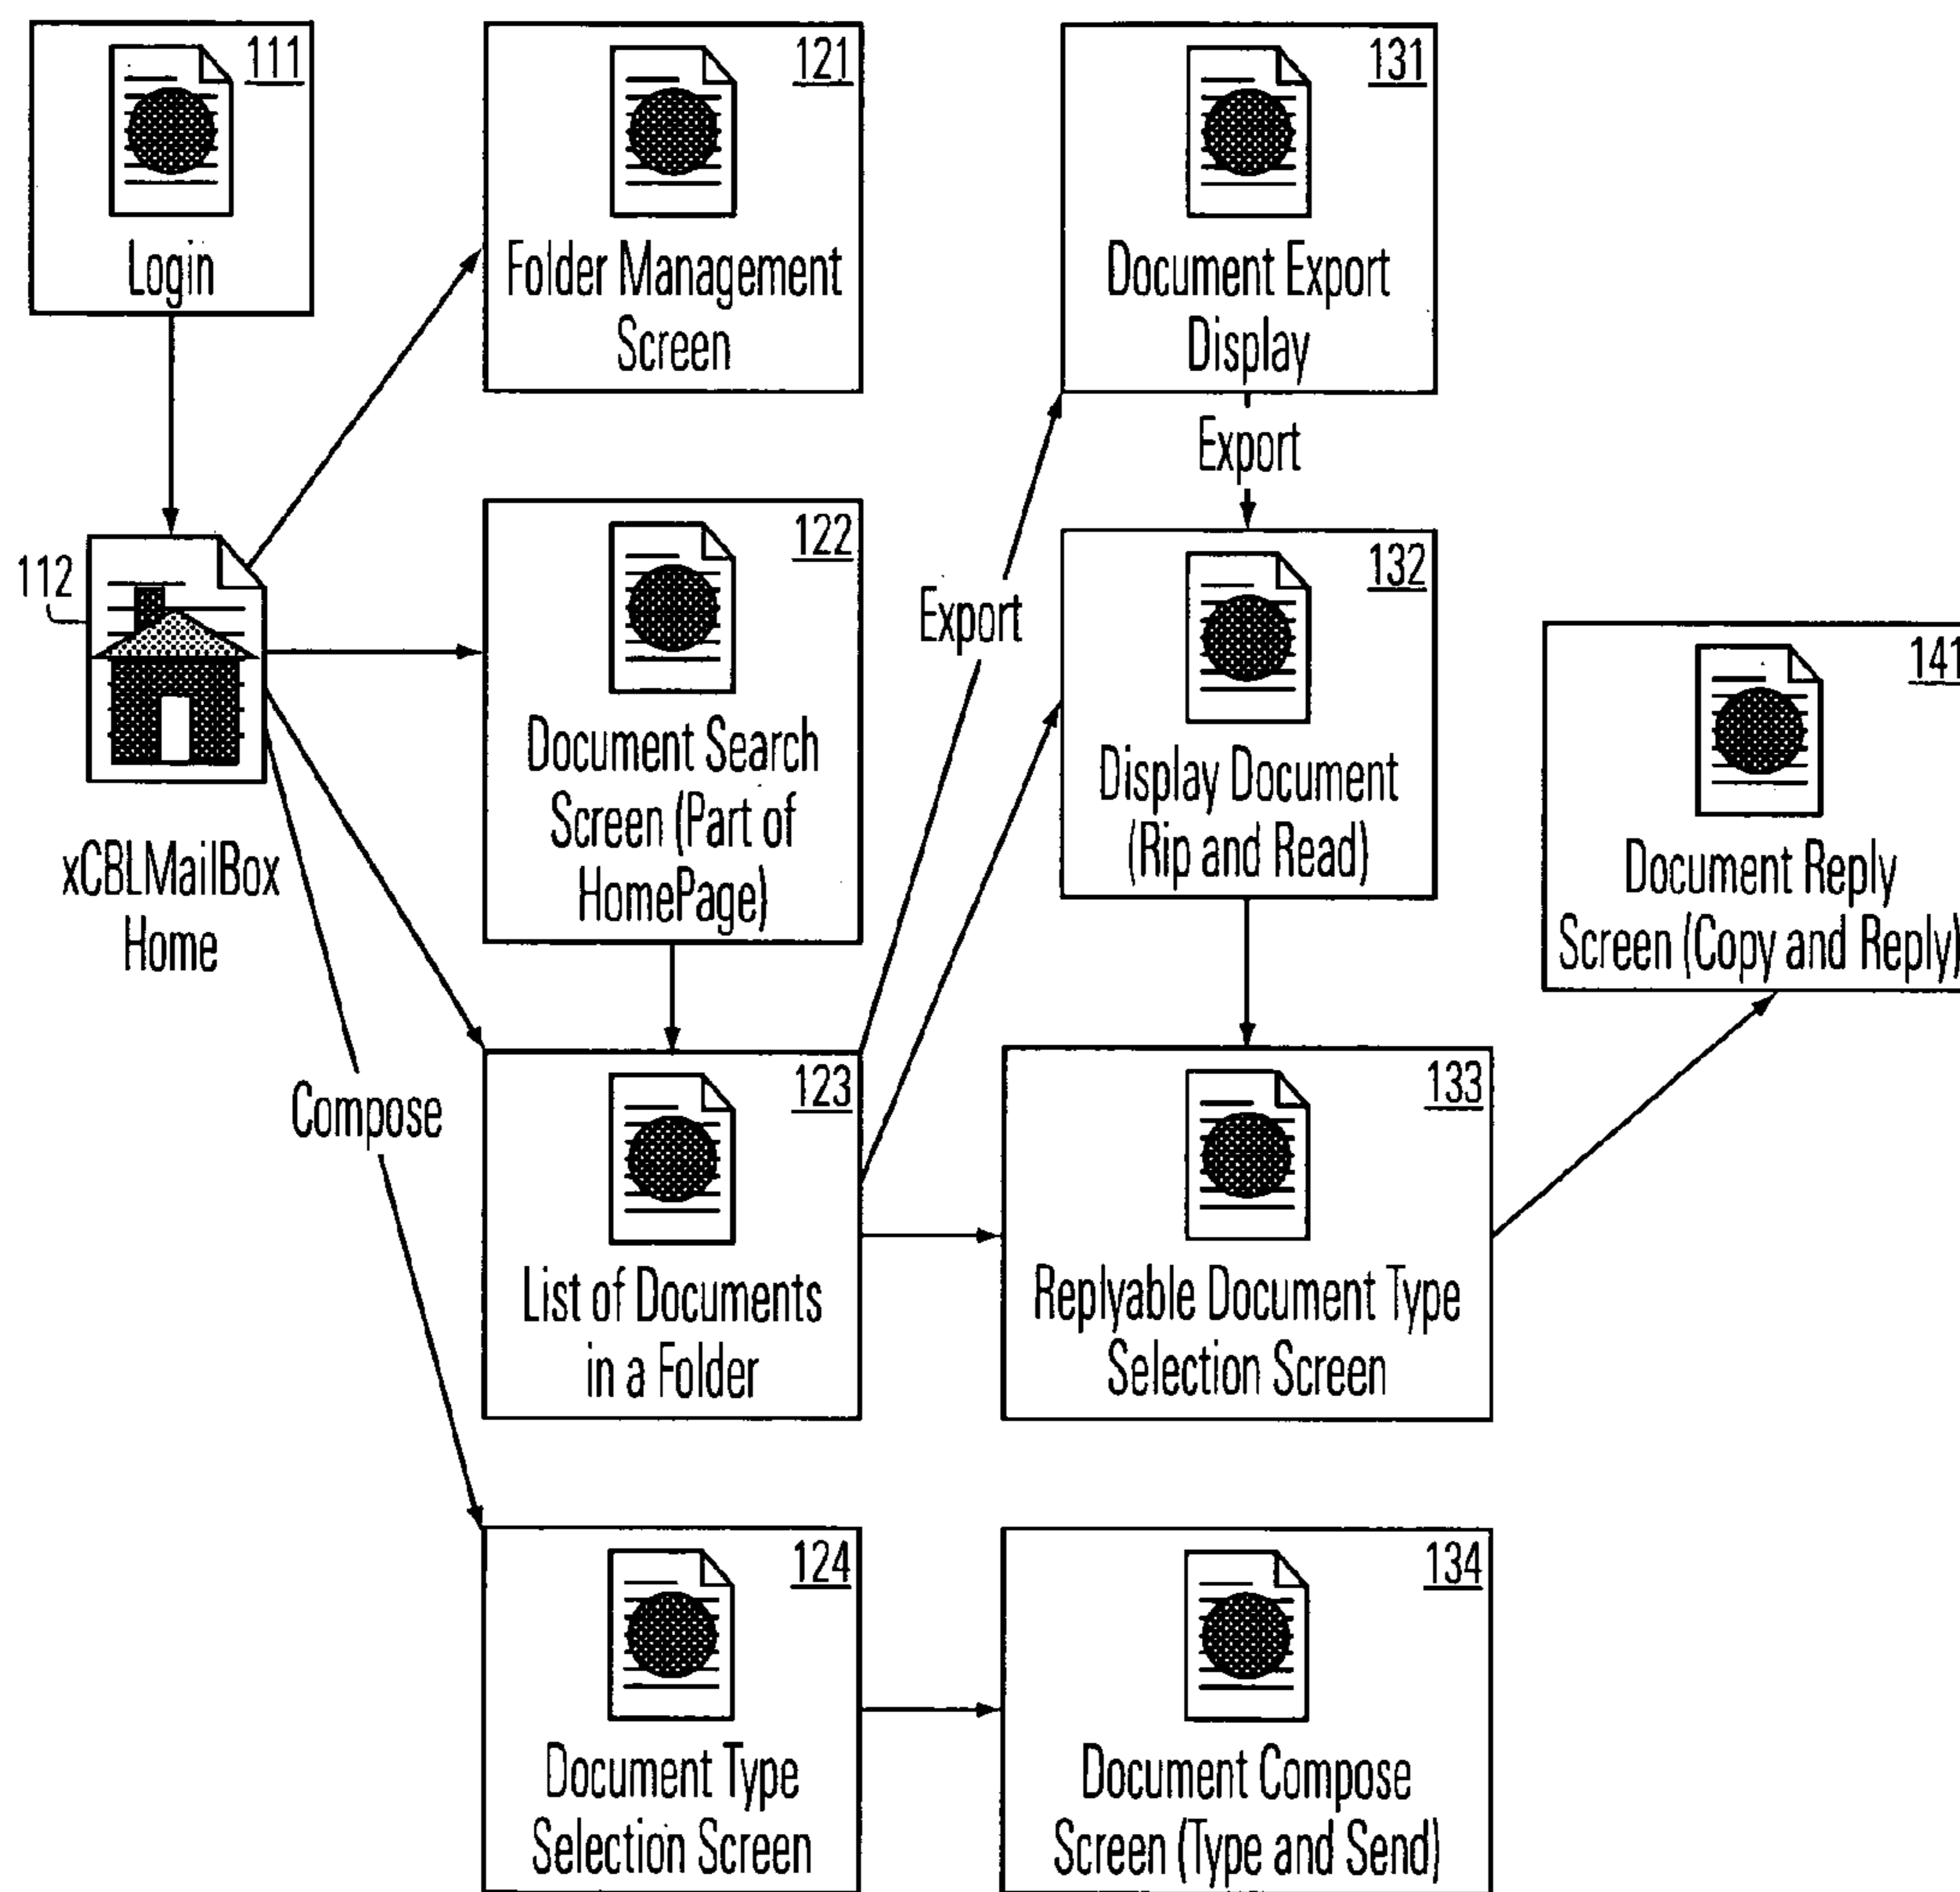 111
Login
112
xCBLMailBox
Home
121
Folder Management
Screen
122
Document Search
Screen (Part of
HomePage)
Compose
123
List of Documents
in a Folder
124
Document Type
Selection Screen
Export
131
Document Export
Display
Export
132
Display Document
(Rip and Read)
133
Replyable Document Type
Selection Screen
134
Document Compose
Screen (Type and Send)
141
Document Reply
Screen (Copy and Reply)